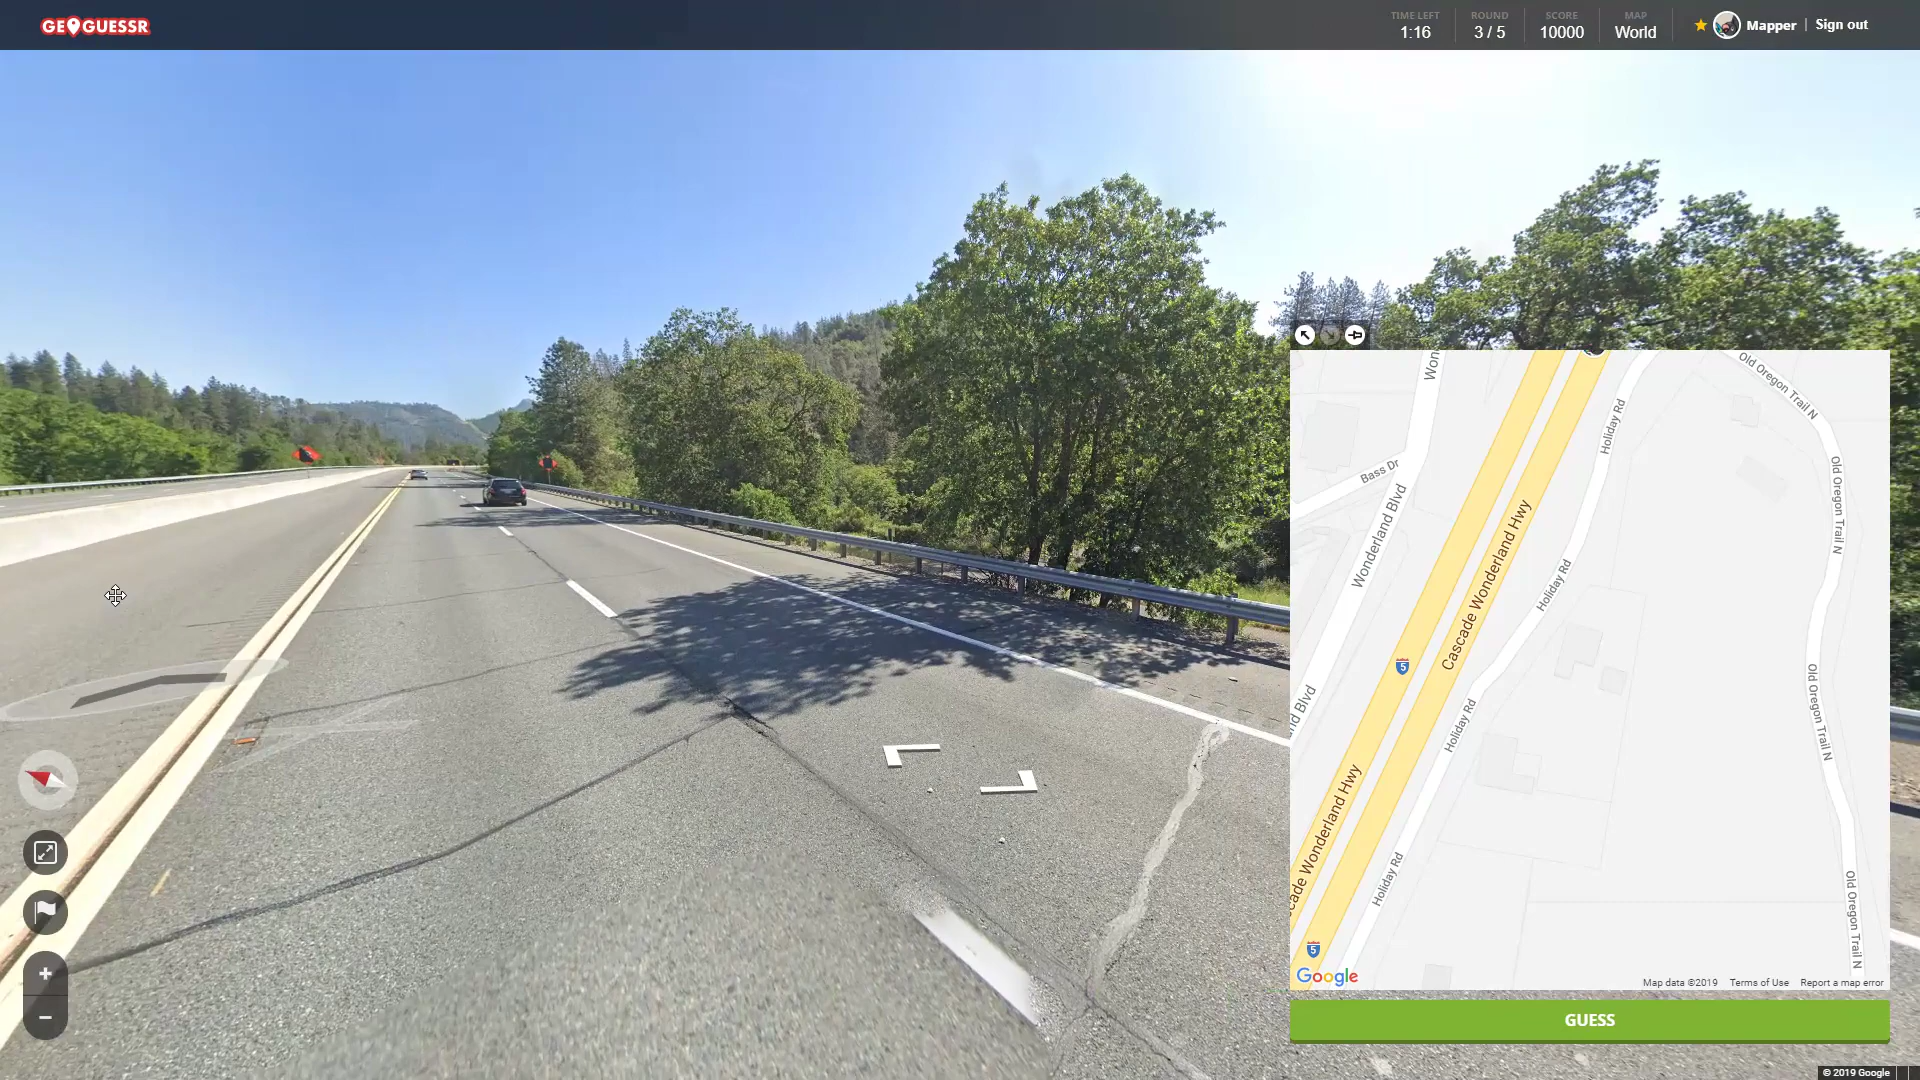 GEOGUESSR
TIME LEFT
1:16
ROUND
3 / 5
SCORE
10000
MAP
World
Mapper
Sign out
Won
Bass Dr
Wonderland Blvd
nd Blvd
Cascade Wonderland Hwy
cade Wonderland Hwy
5
5
Holiday Rd
Holiday Rd
Holiday Rd
Holiday Rd
Old Oregon Trail N
Old Oregon Trail N
Old Oregon Trail N
Old Oregon Trail N
Google
Map data ©2019
Terms of Use
Report a map error
GUESS
© 2019 Google